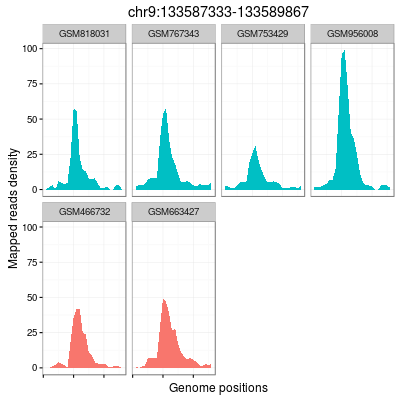 chr9:133587333-133589867
GSM818031 GSM767343 GSM753429 GSM956008
100
75
50
25
0
GSM466732 GSM663427
100
75
50
25
0
Mapped reads density
Genome positions